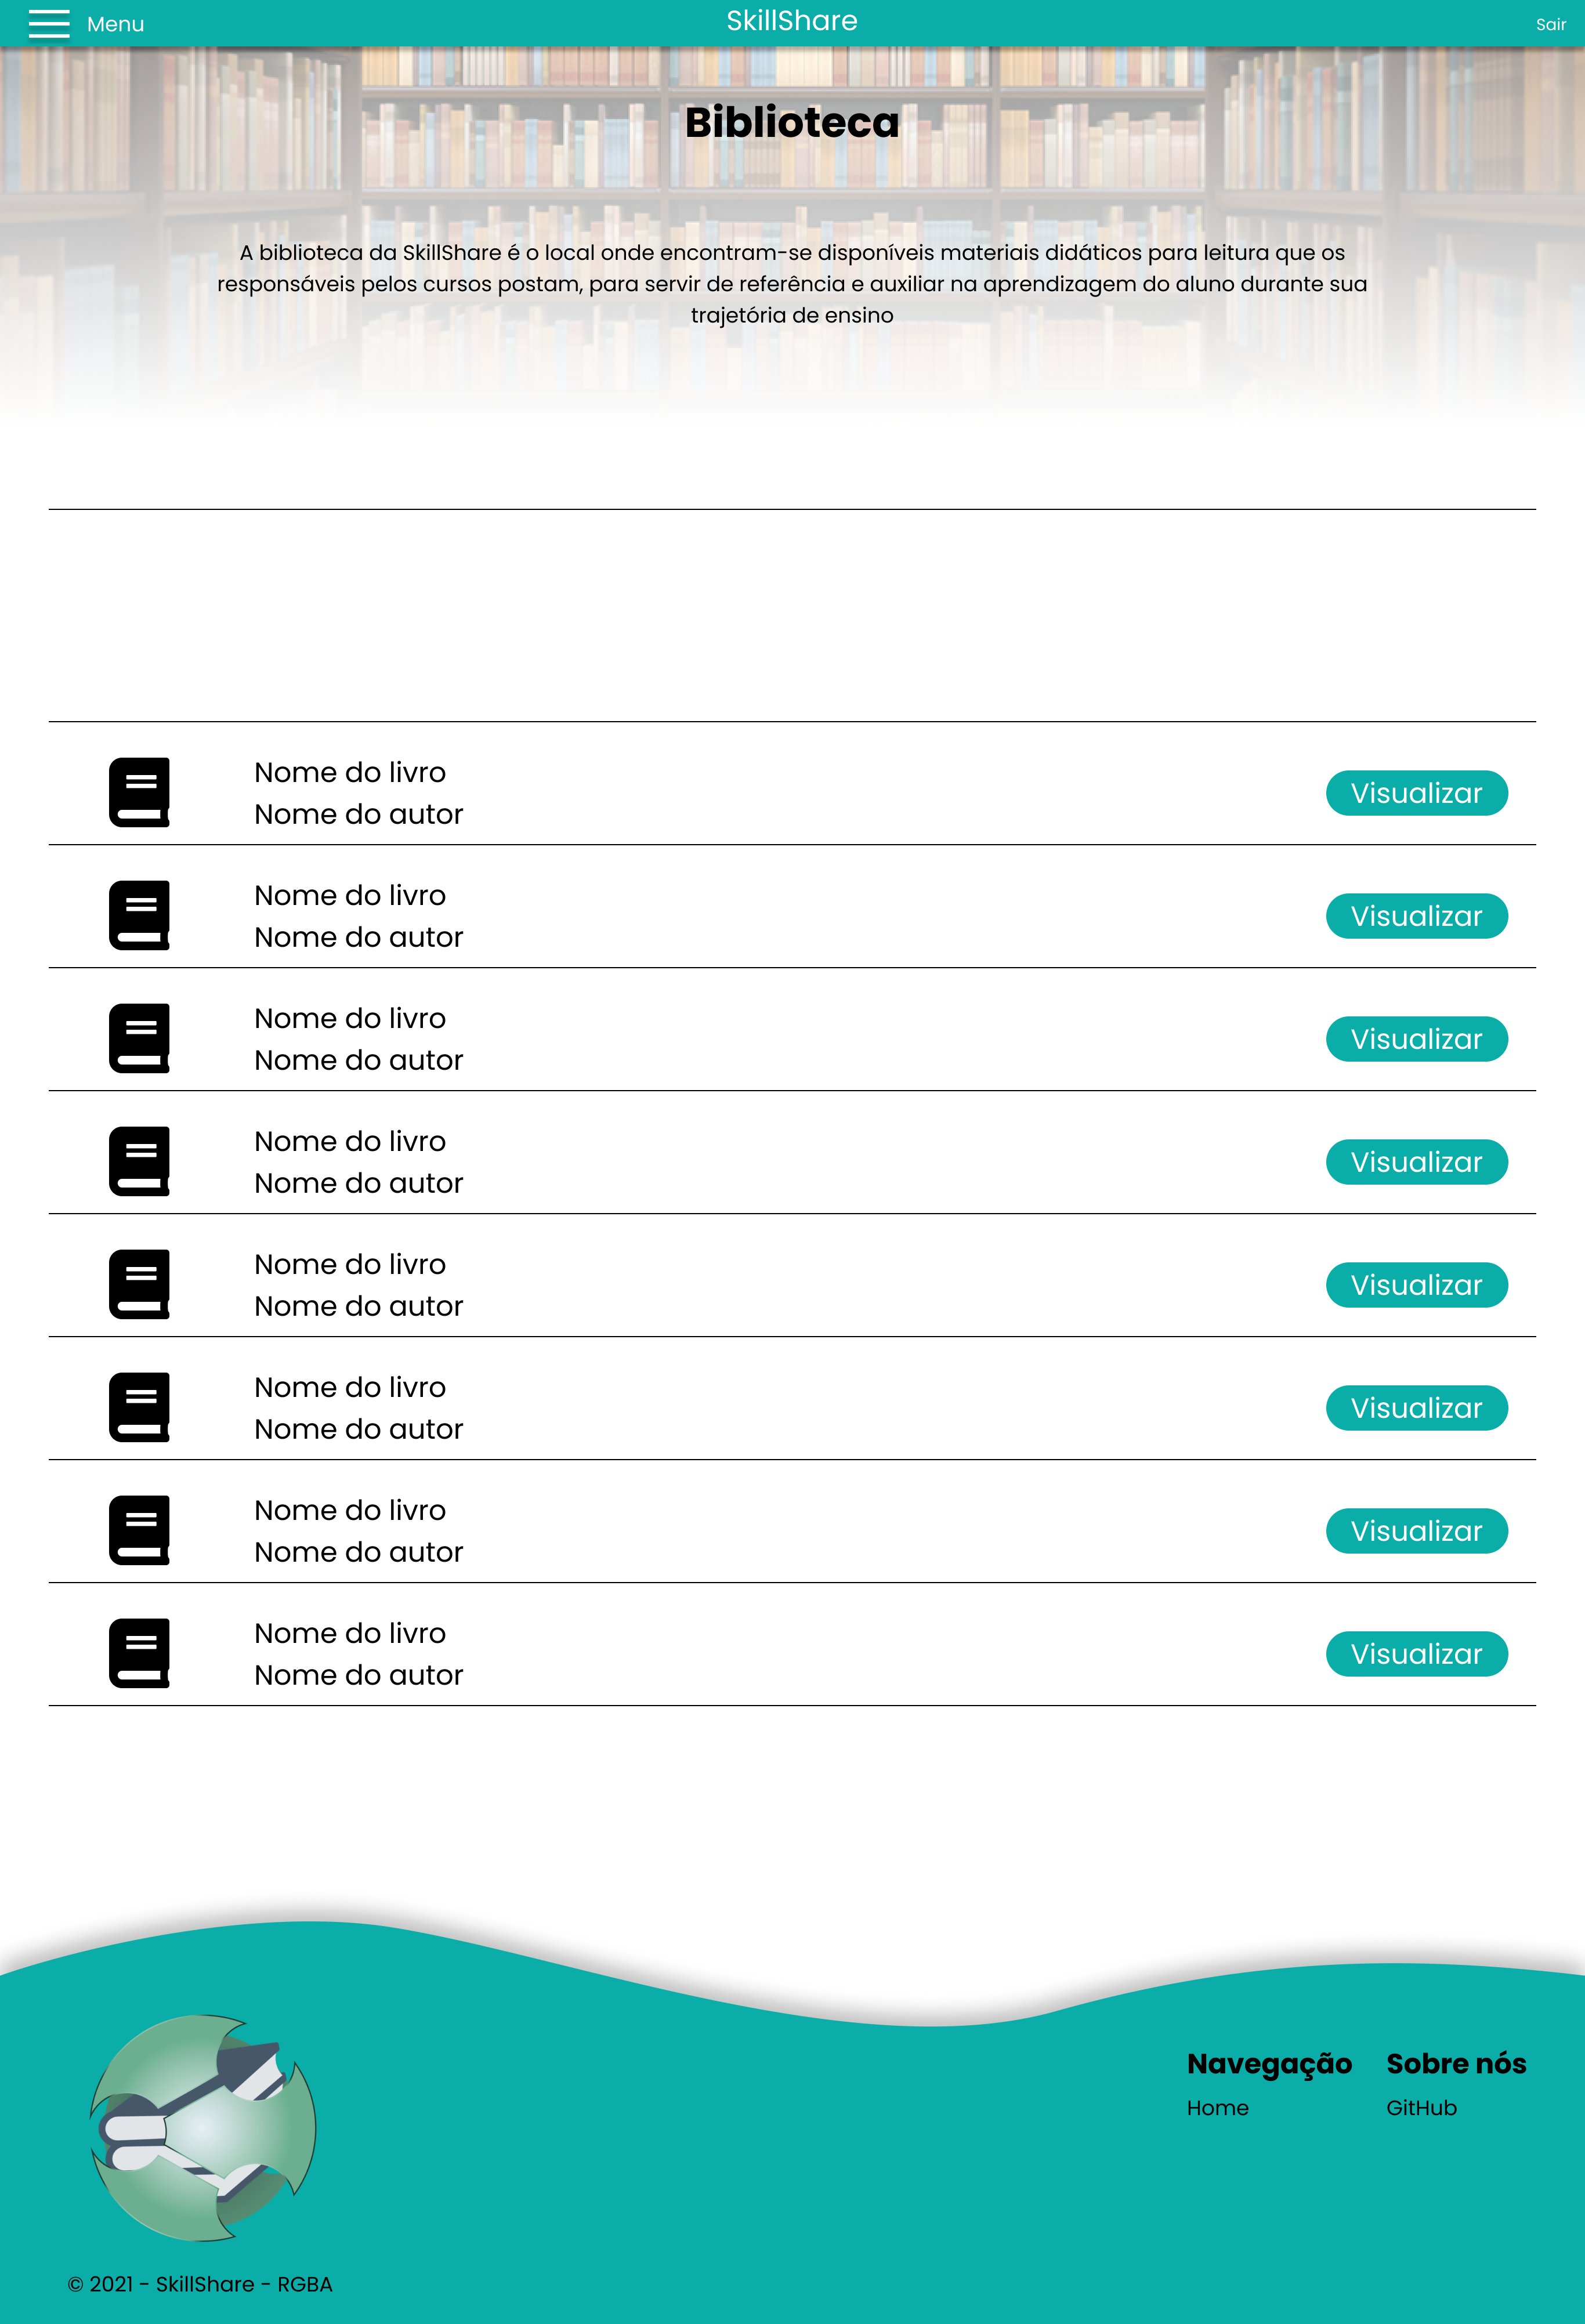 Menu
SkillShare
Sair
Biblioteca
A biblioteca da SkillShare é o local onde encontram-se disponíveis materiais didáticos para leitura que os
responsáveis pelos cursos postam, para servir de referência e auxiliar na aprendizagem do aluno durante sua
trajetória de ensino
Nome do livro
Nome do autor
Visualizar
Nome do livro
Nome do autor
Visualizar
Nome do livro
Nome do autor
Visualizar
Nome do livro
Nome do autor
Visualizar
Nome do livro
Nome do autor
Visualizar
Nome do livro
Nome do autor
Visualizar
Nome do livro
Nome do autor
Visualizar
Nome do livro
Nome do autor
Visualizar
Navegação
Home
Sobre nós
GitHub
© 2021 - SkillShare - RGBA